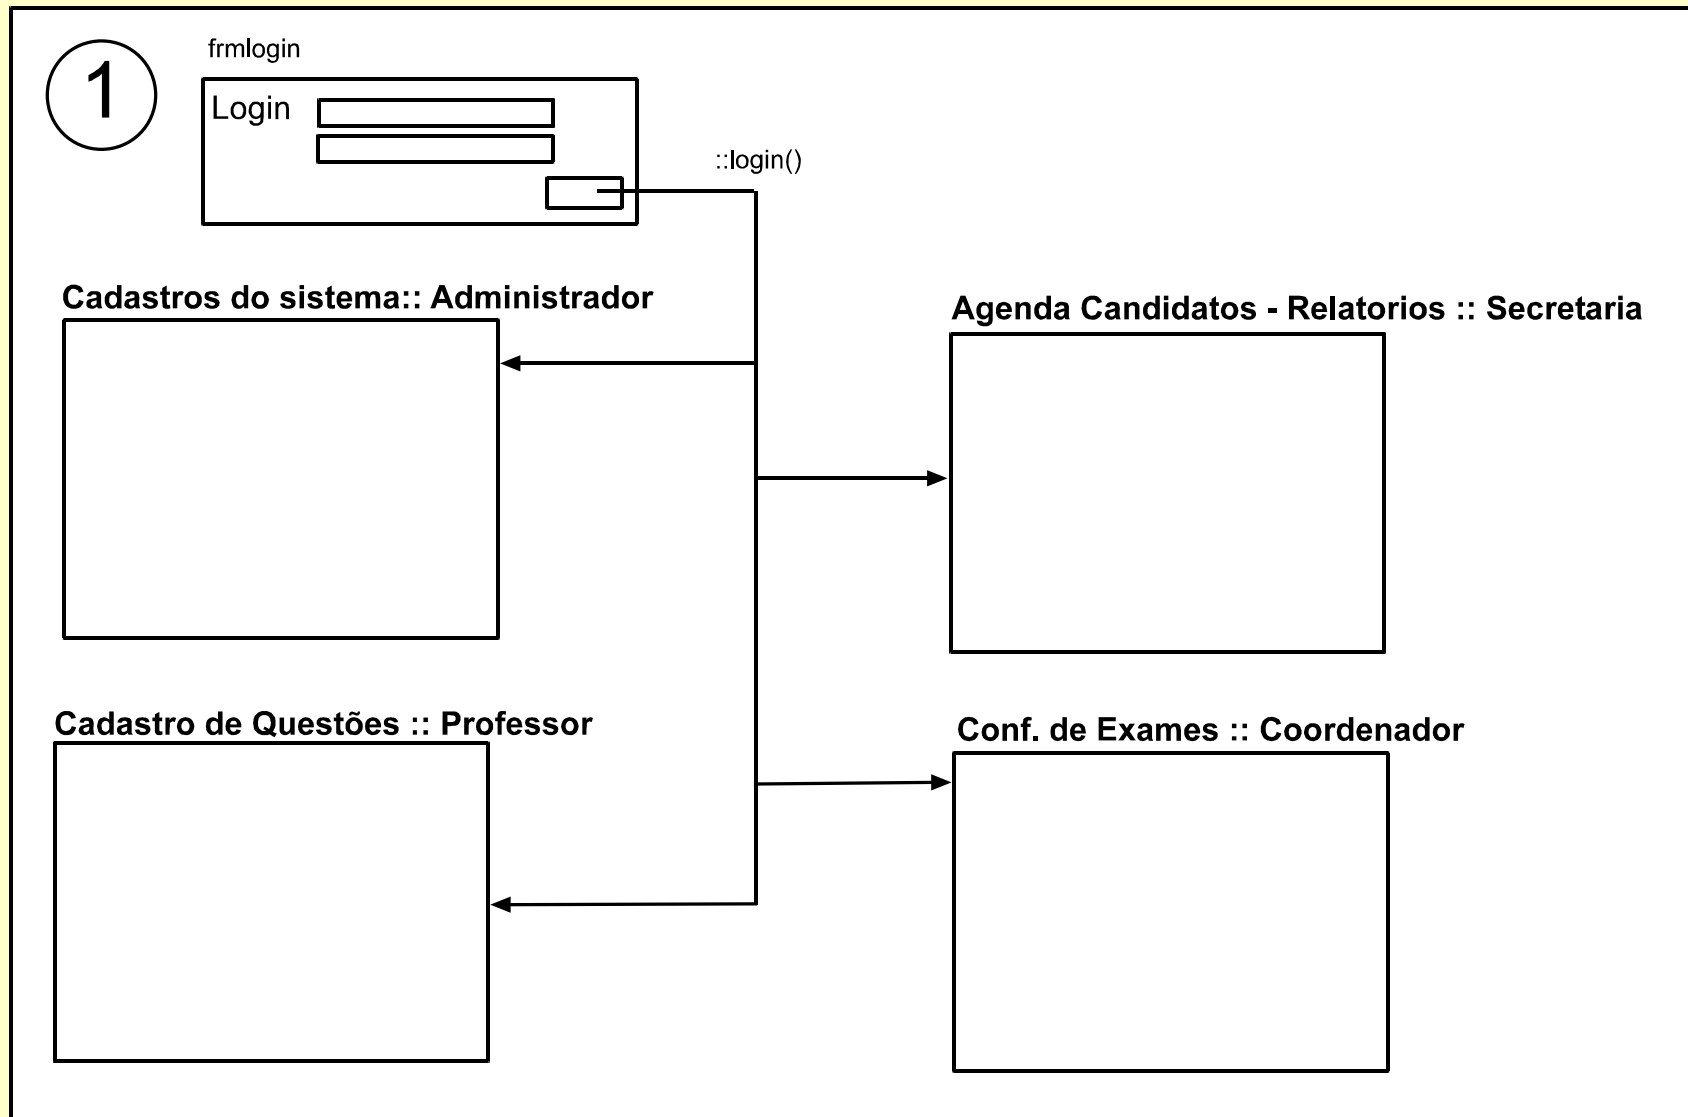 1
frmlogin
Login
::login()
Cadastros do sistema:: Administrador
Agenda Candidatos - Relatorios :: Secretaria
Cadastro de Questões :: Professor
Conf. de Exames :: Coordenador